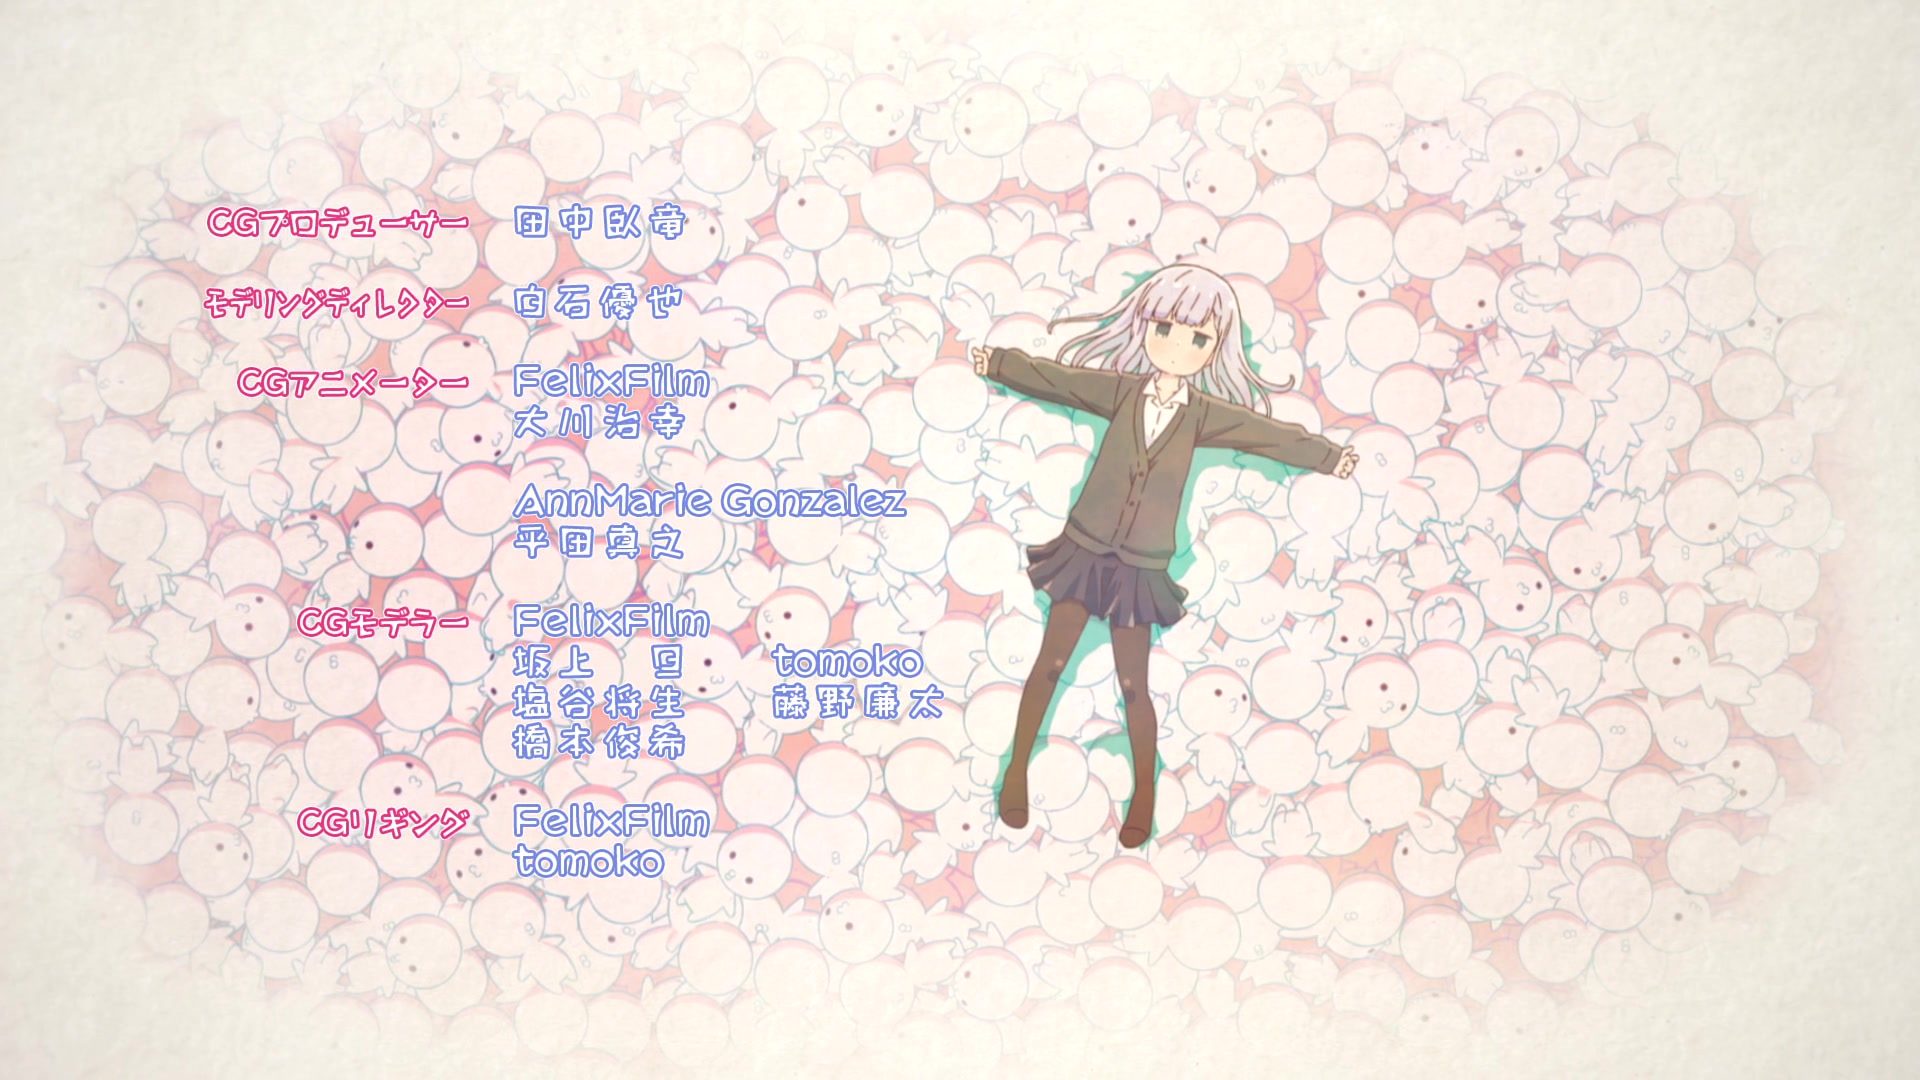 CGプロデューサー 田中臥竜
モデリングディレクター 白石優也
CGアニメーター FelixFilm
大川治幸
AnnMarie Gonzalez
平田真之
CGモデラー FelixFilm
坂上 旦 tomoko
塩谷将生 藤野廉太
橋本俊希
CGリギング FelixFilm
tomoko